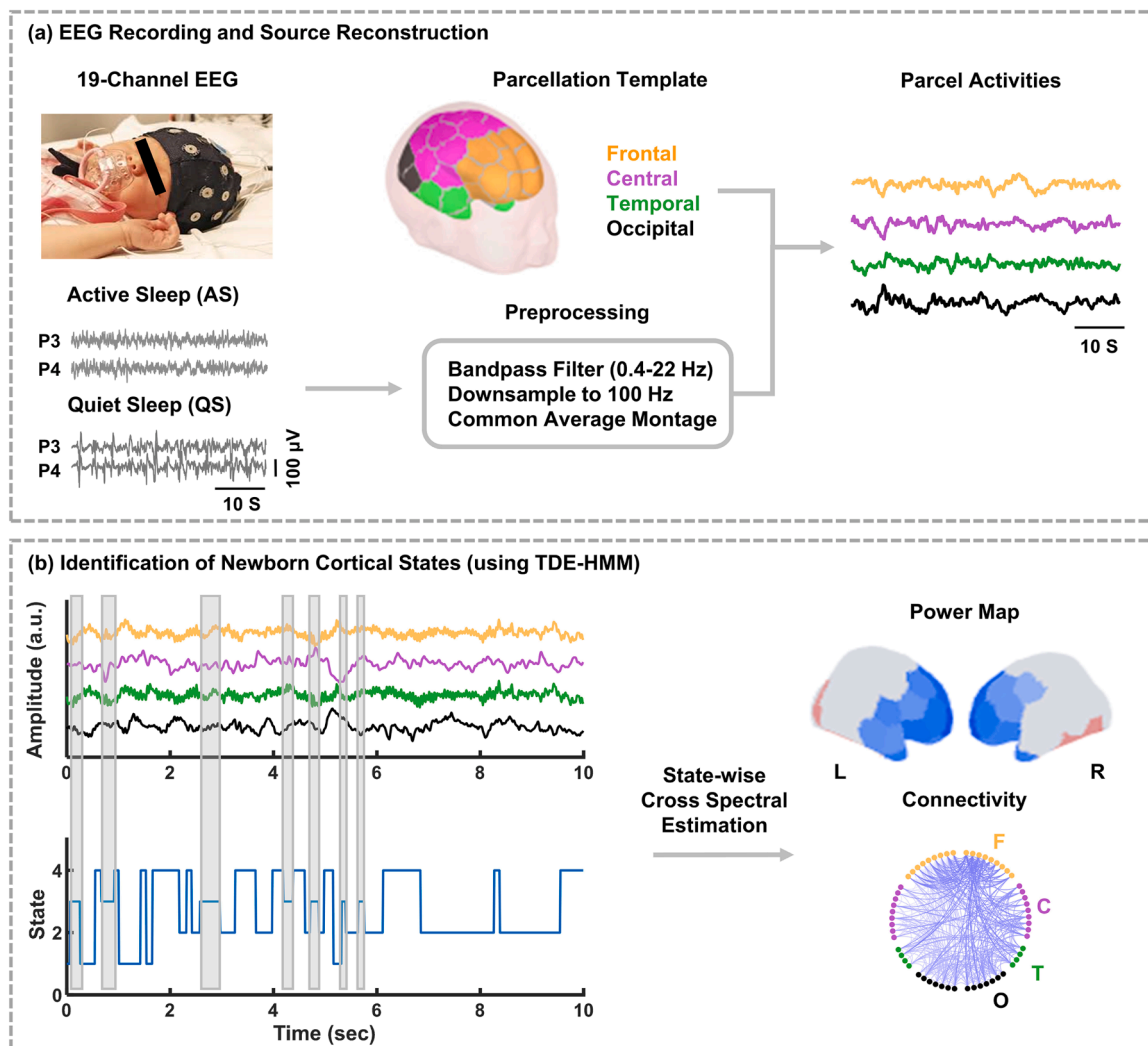 (a) EEG Recording and Source Reconstruction
19-Channel EEG
Parcellation Template
Parcel Activities
Frontal
Central
Temporal
Occipital
Active Sleep (AS)
P3
P4
Quiet Sleep (QS)
P3
P4
100 µV
10 S
Preprocessing
Bandpass Filter (0.4-22 Hz)
Downsample to 100 Hz
Common Average Montage
10 S
(b) Identification of Newborn Cortical States (using TDE-HMM)
Amplitude (a.u.)
0 2 4 6 8 10
State
4
2
0
0 2 4 6 8 10
Time (sec)
State-wise
Cross Spectral
Estimation
Power Map
L R
Connectivity
F
C
T
O